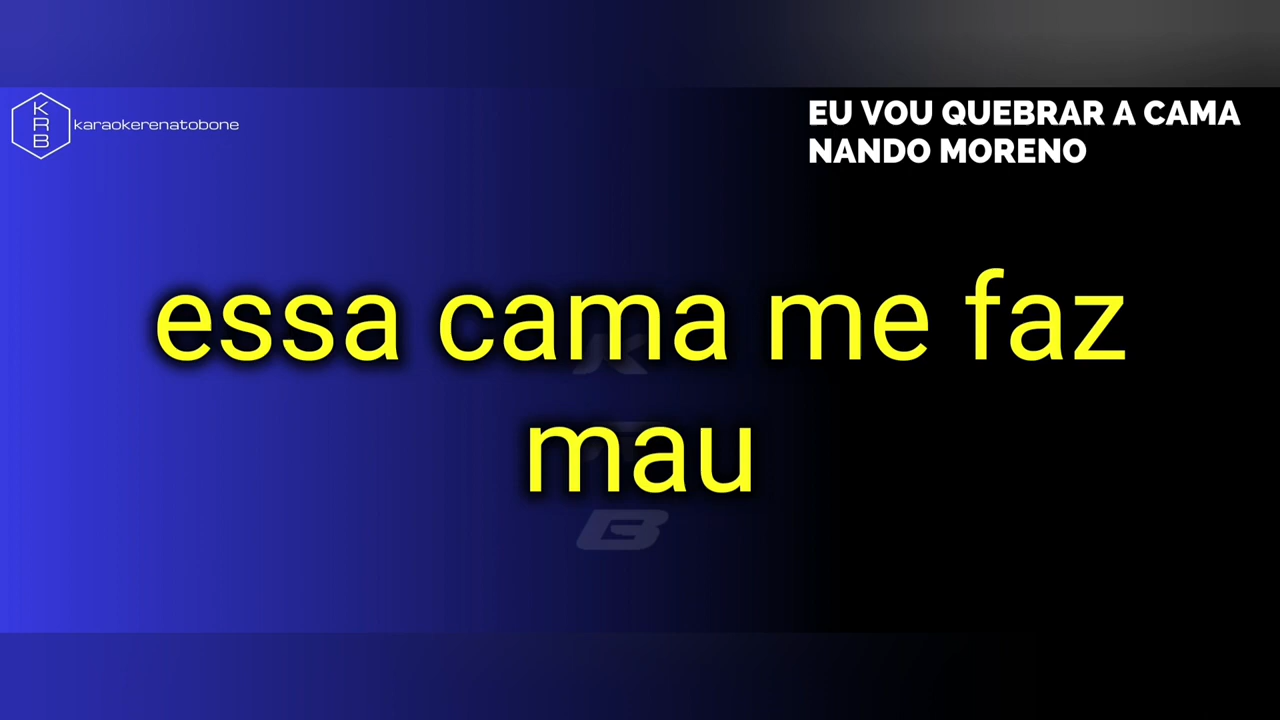 KRB
karaokerenatobone
EU VOU QUEBRAR A CAMA
NANDO MORENO
essa cama me faz
mau
K
B